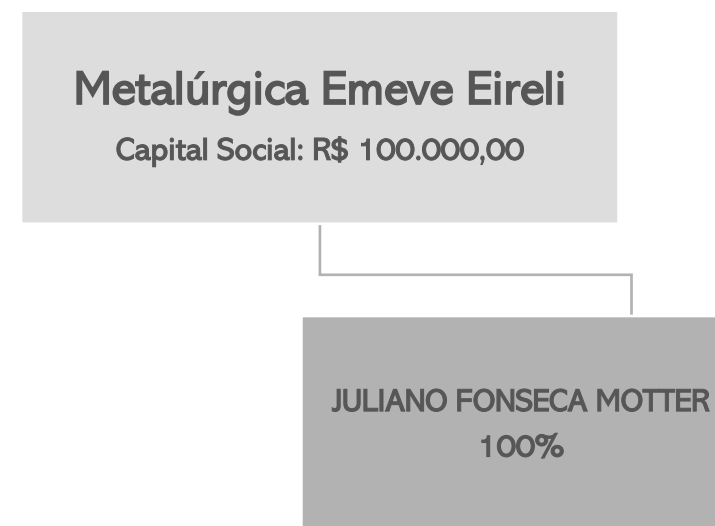 Metalúrgica Emeve Eireli
Capital Social: R$ 100.000,00
JULIANO FONSECA MOTTER
100%